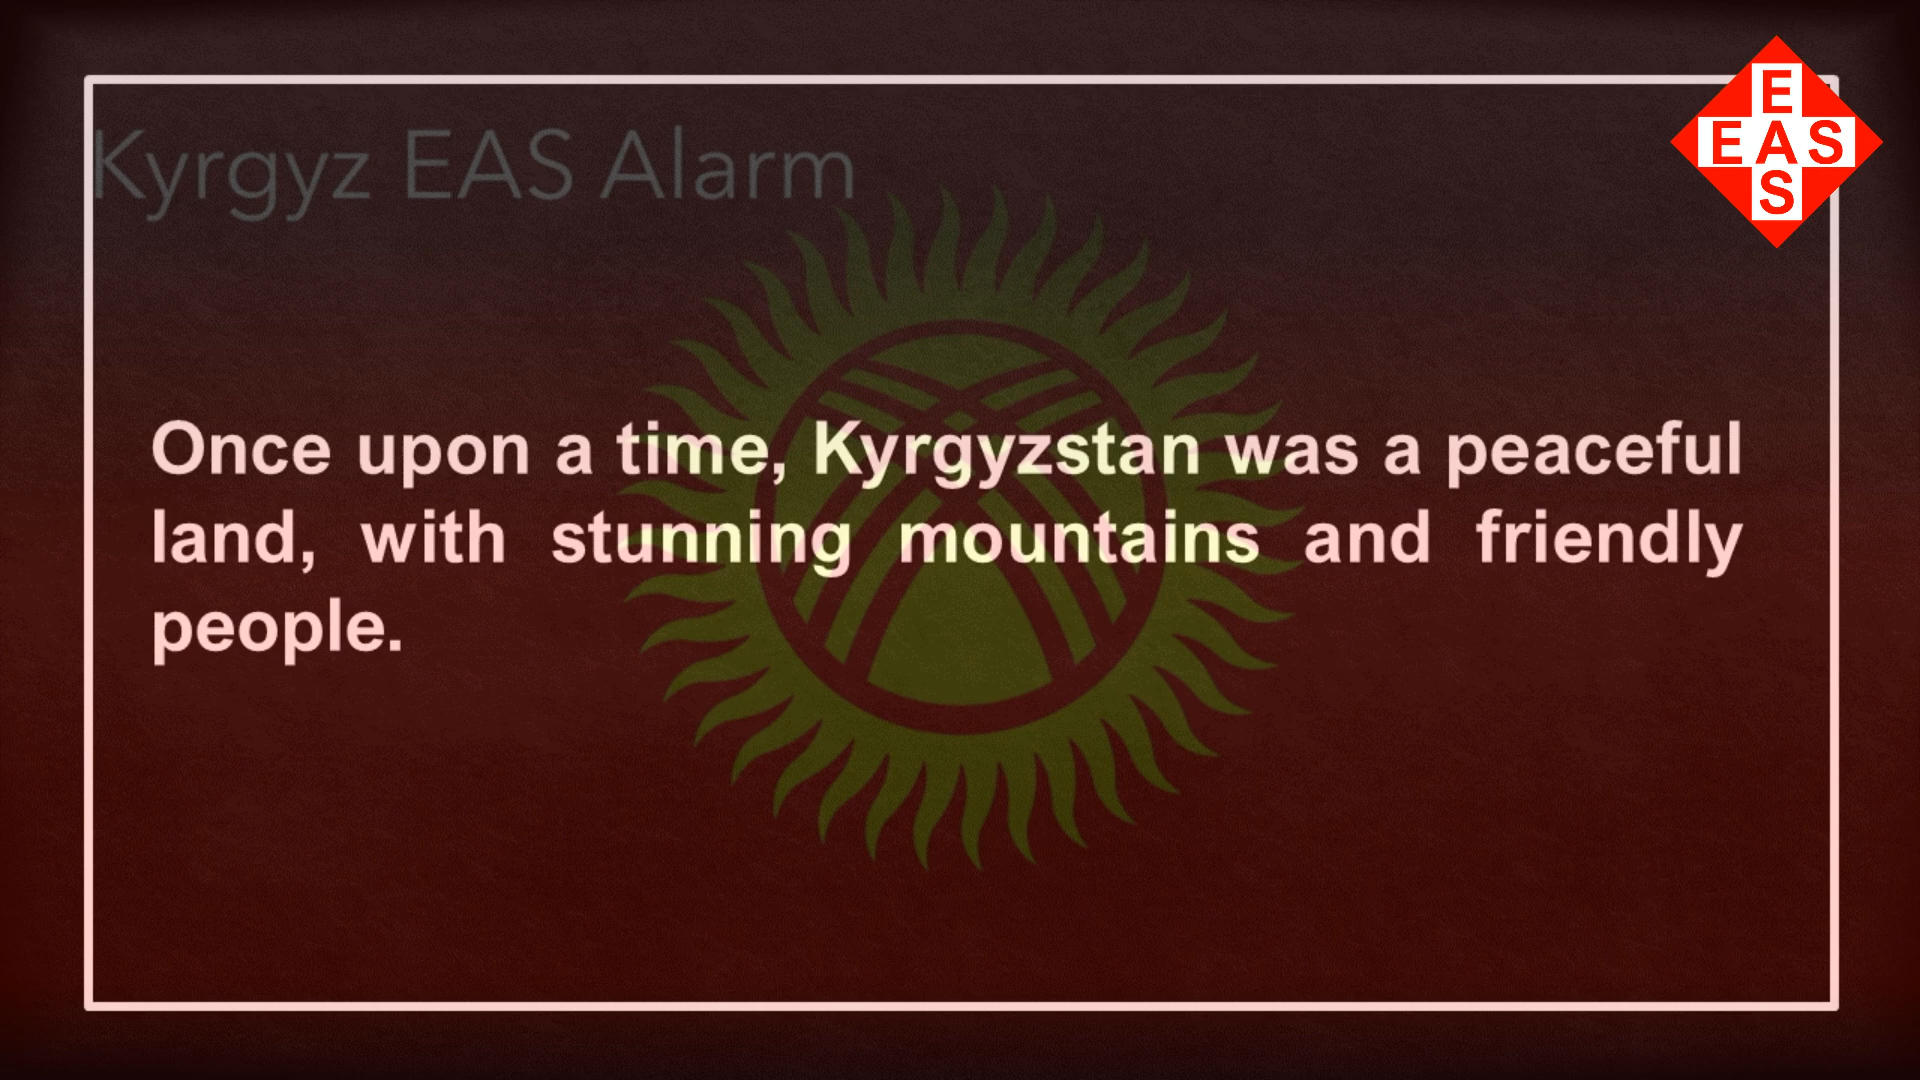 Kyrgyz EAS Alarm
E
EAS
S
Once upon a time, Kyrgyzstan was a peaceful
land, with stunning mountains and friendly
people.